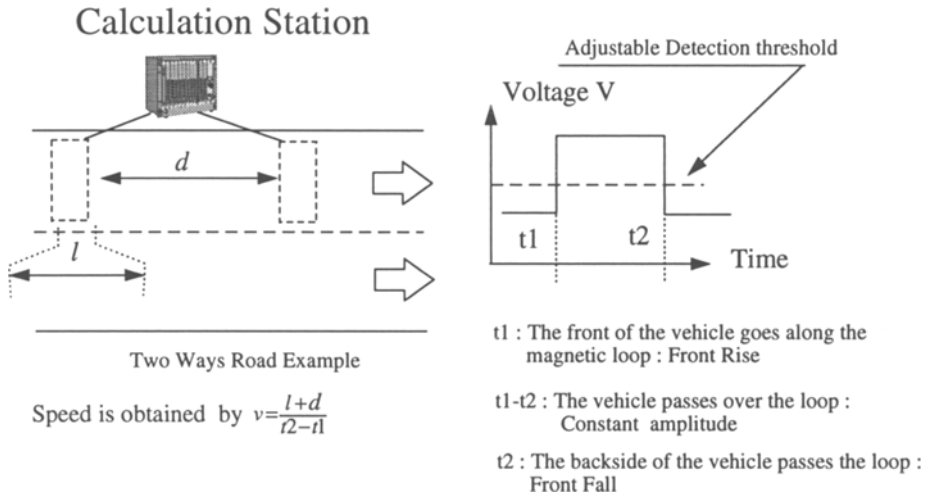 Calculation Station
d
l
Two Ways Road Example
Speed is obtained by v=l+d/t2−t1
Adjustable Detection threshold
Voltage V
t1
t2
Time
t1 : The front of the vehicle goes along the
magnetic loop : Front Rise
t1-t2 : The vehicle passes over the loop :
Constant amplitude
t2 : The backside of the vehicle passes the loop :
Front Fall